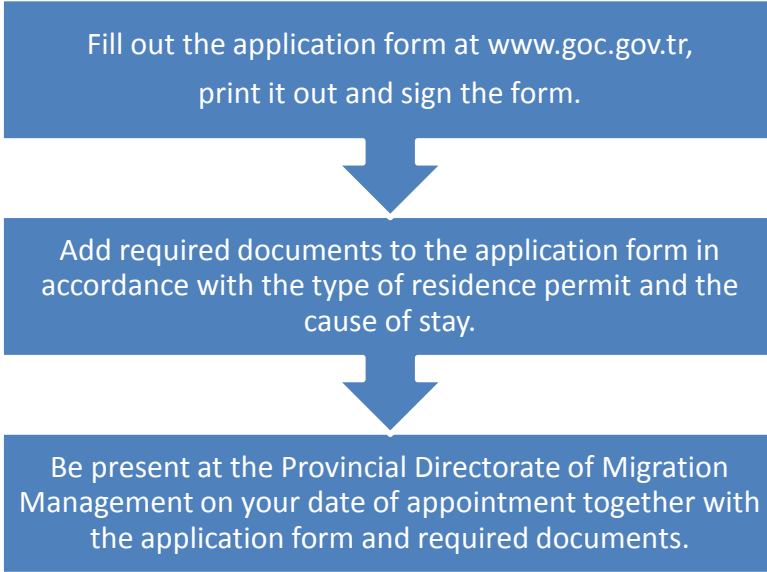 Fill out the application form at www.goc.gov.tr,
print it out and sign the form.
Add required documents to the application form in
accordance with the type of residence permit and the
cause of stay.
Be present at the Provincial Directorate of Migration
Management on your date of appointment together with
the application form and required documents.